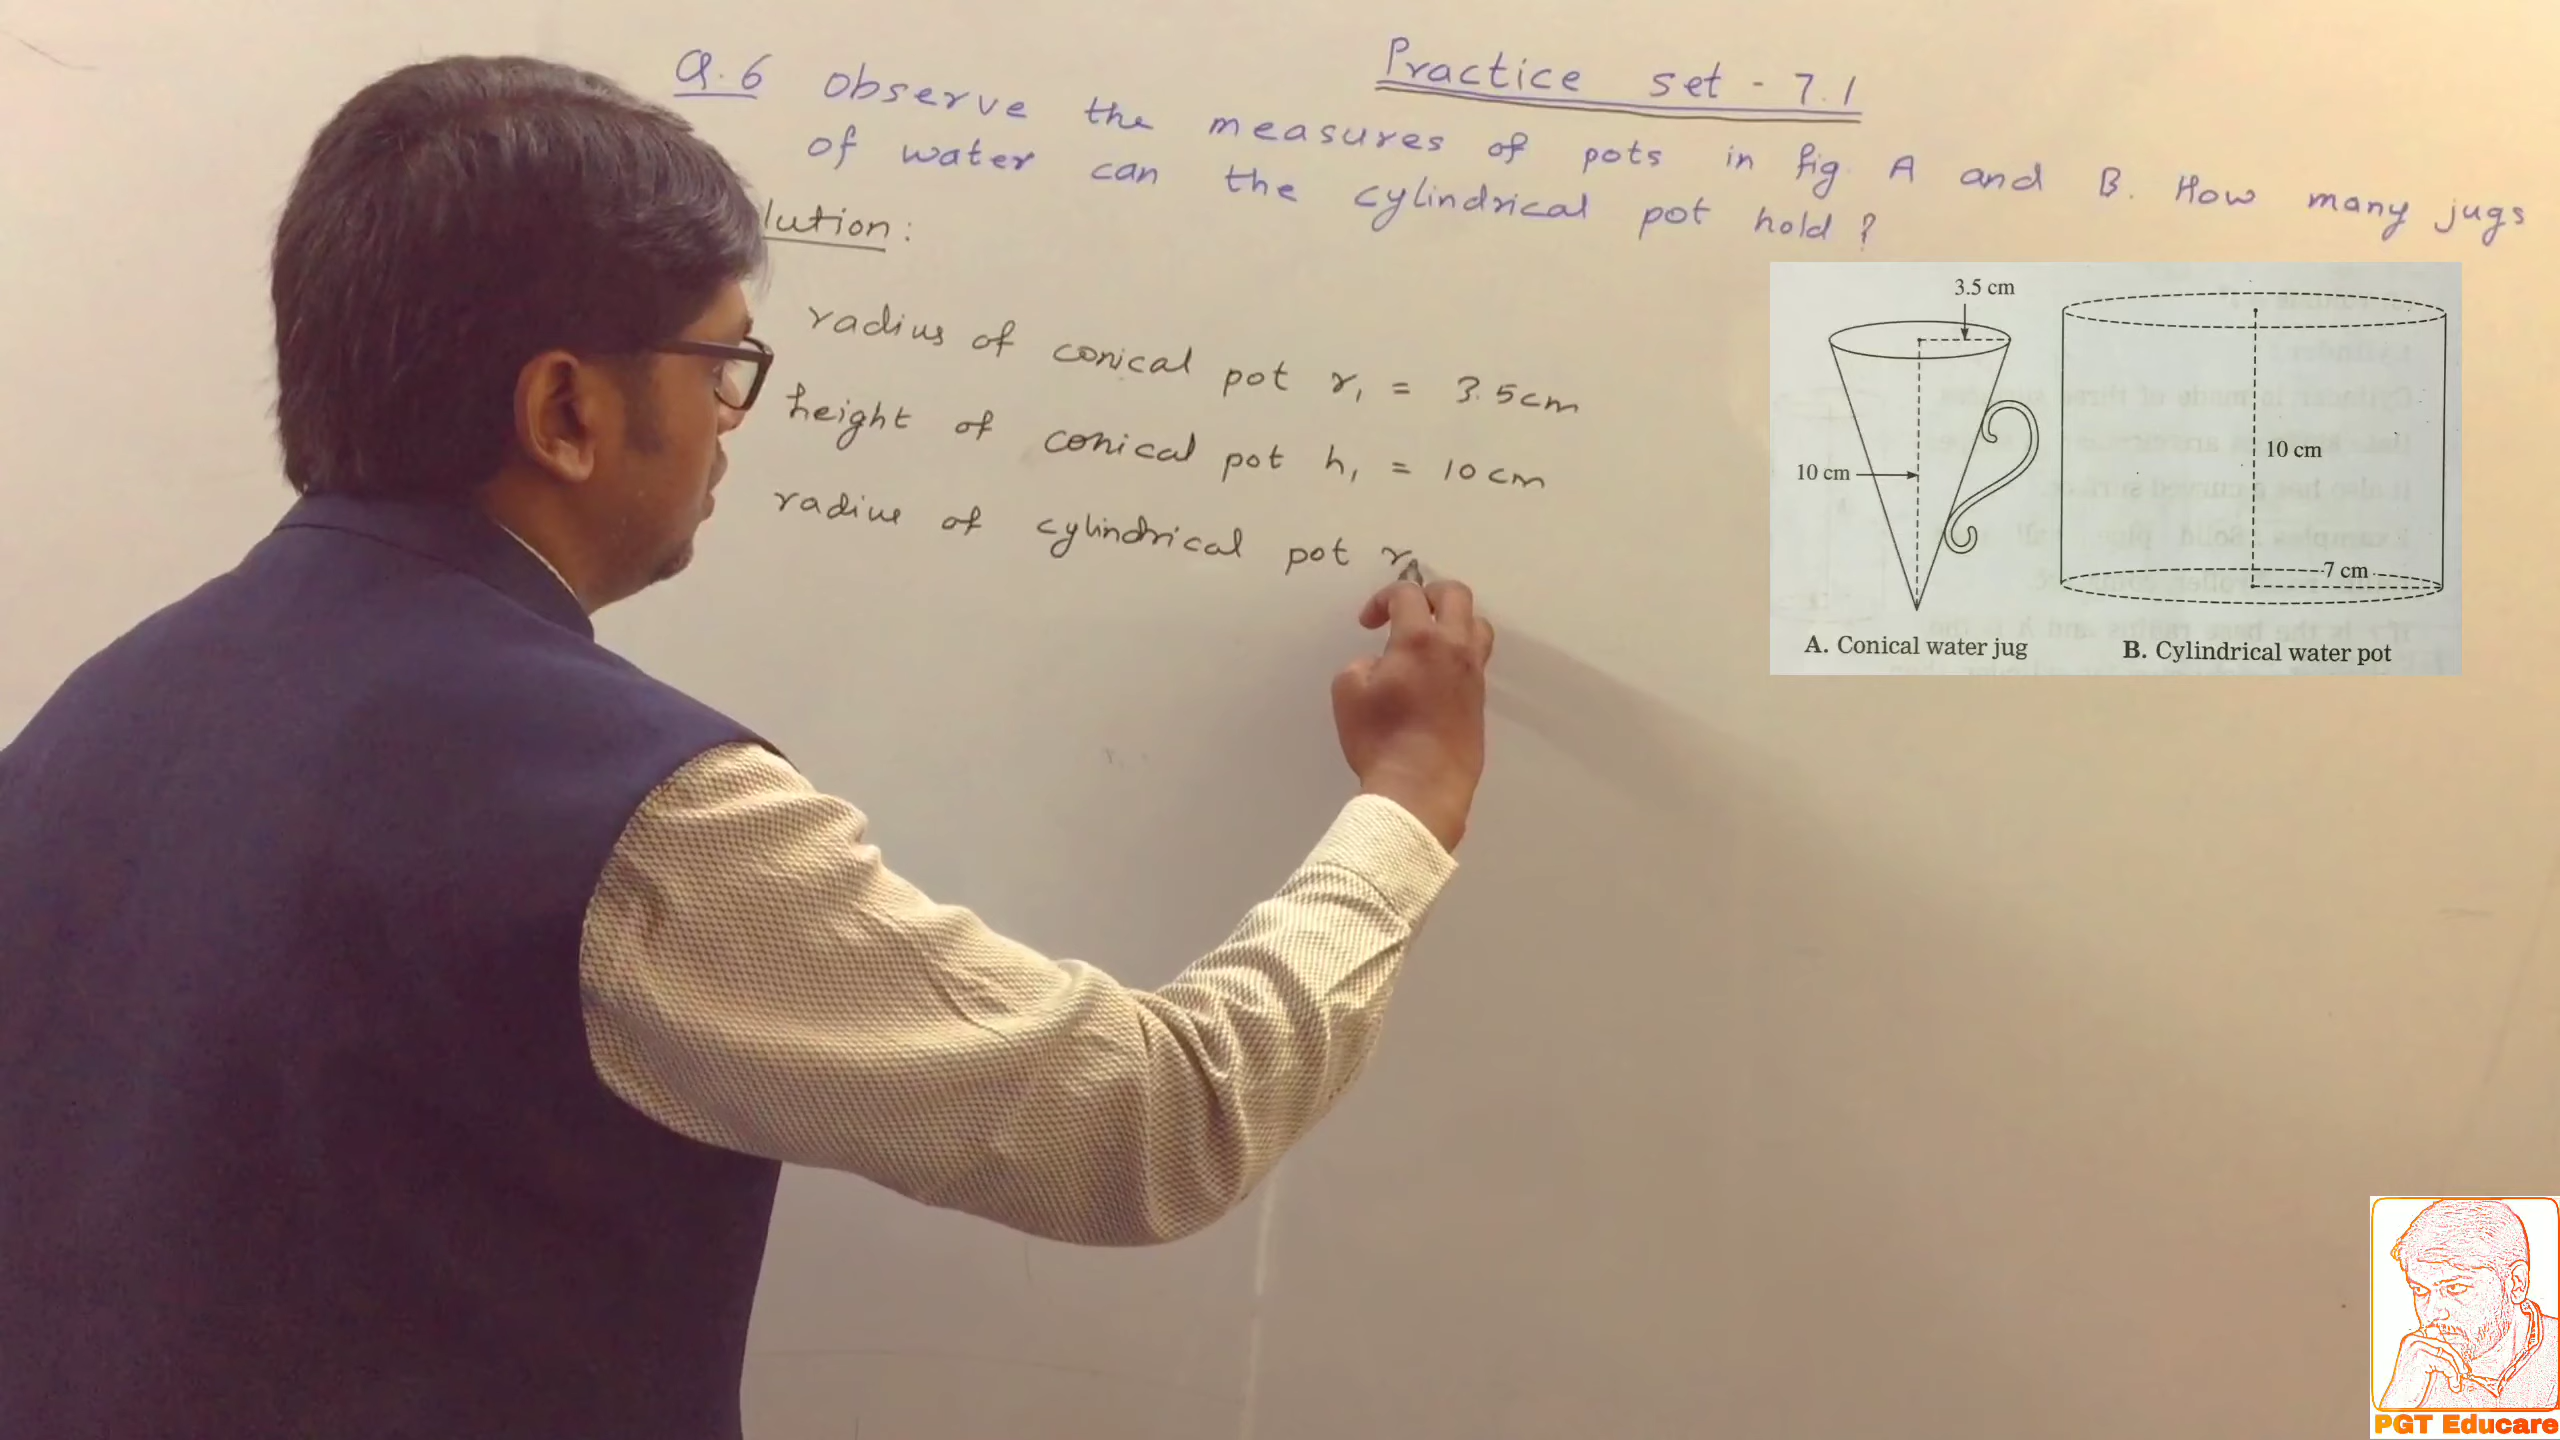 Practice set - 7.1
Q.6 observe the measures of pots in fig. A and B. How many jugs
of water can the cylindrical pot hold ?
lution :
radius of conical pot r₁ = 3.5cm
height of conical pot h₁ = 10cm
radius of cylindrical pot r
3.5 cm
10 cm
10 cm
7 cm
A. Conical water jug
B. Cylindrical water pot
PGT Educare